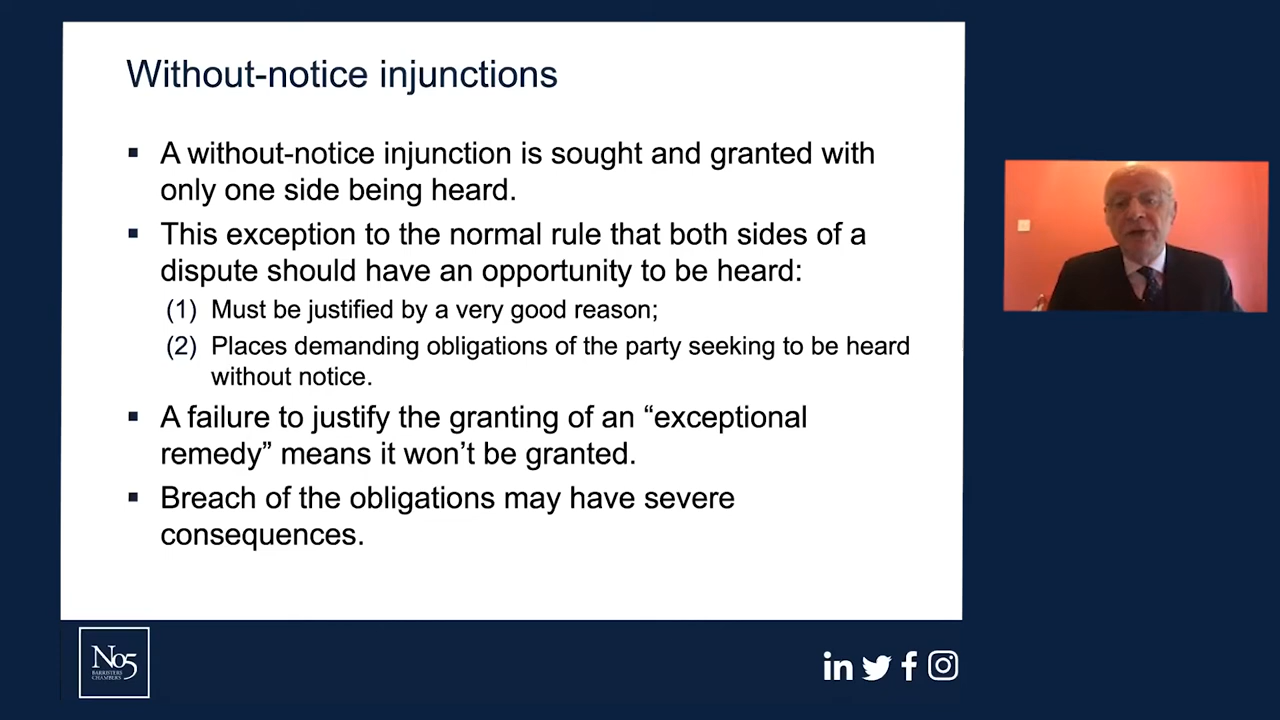 Without-notice injunctions
▪ A without-notice injunction is sought and granted with
only one side being heard.
▪ This exception to the normal rule that both sides of a
dispute should have an opportunity to be heard:
(1) Must be justified by a very good reason;
(2) Places demanding obligations of the party seeking to be heard
without notice.
▪ A failure to justify the granting of an “exceptional
remedy” means it won’t be granted.
▪ Breach of the obligations may have severe
consequences.
No5
BARRISTERS
CHAMBERS
in
f